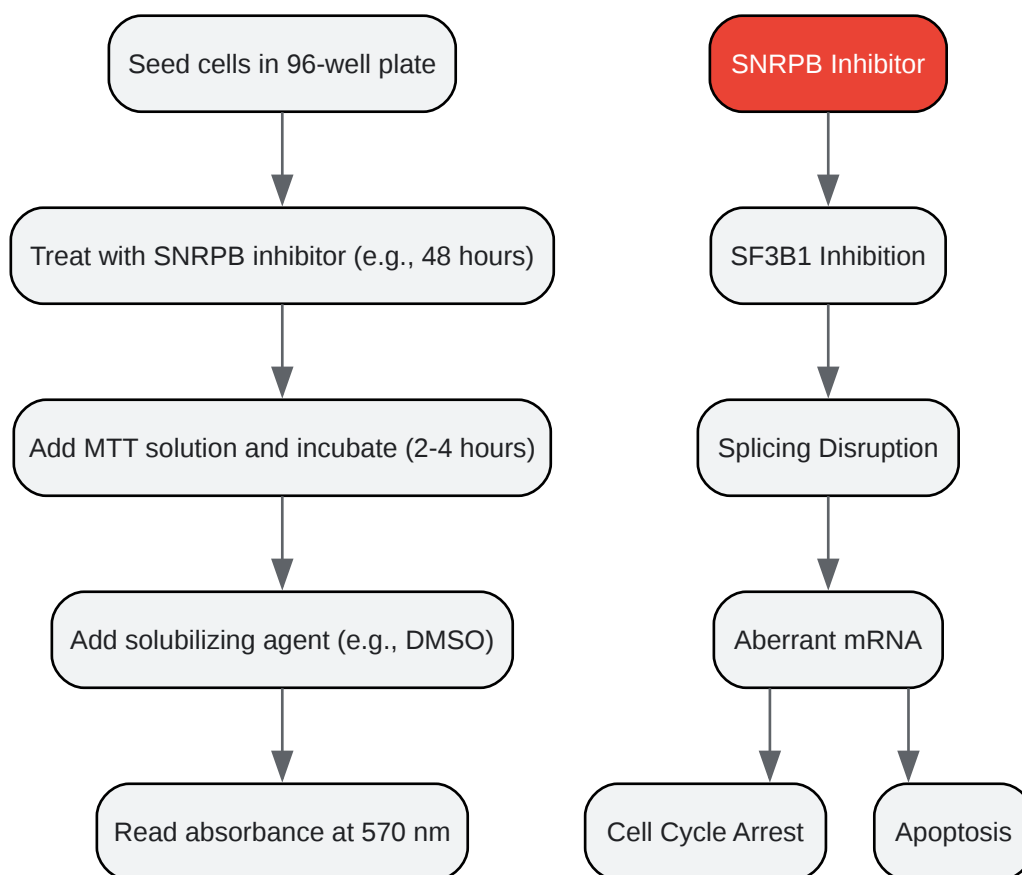 Seed cells in 96-well plate
Treat with SNRPB inhibitor (e.g., 48 hours)
Add MTT solution and incubate (2-4 hours)
Add solubilizing agent (e.g., DMSO)
Read absorbance at 570 nm
SNRPB Inhibitor
SF3B1 Inhibition
Splicing Disruption
Aberrant mRNA
Cell Cycle Arrest
Apoptosis